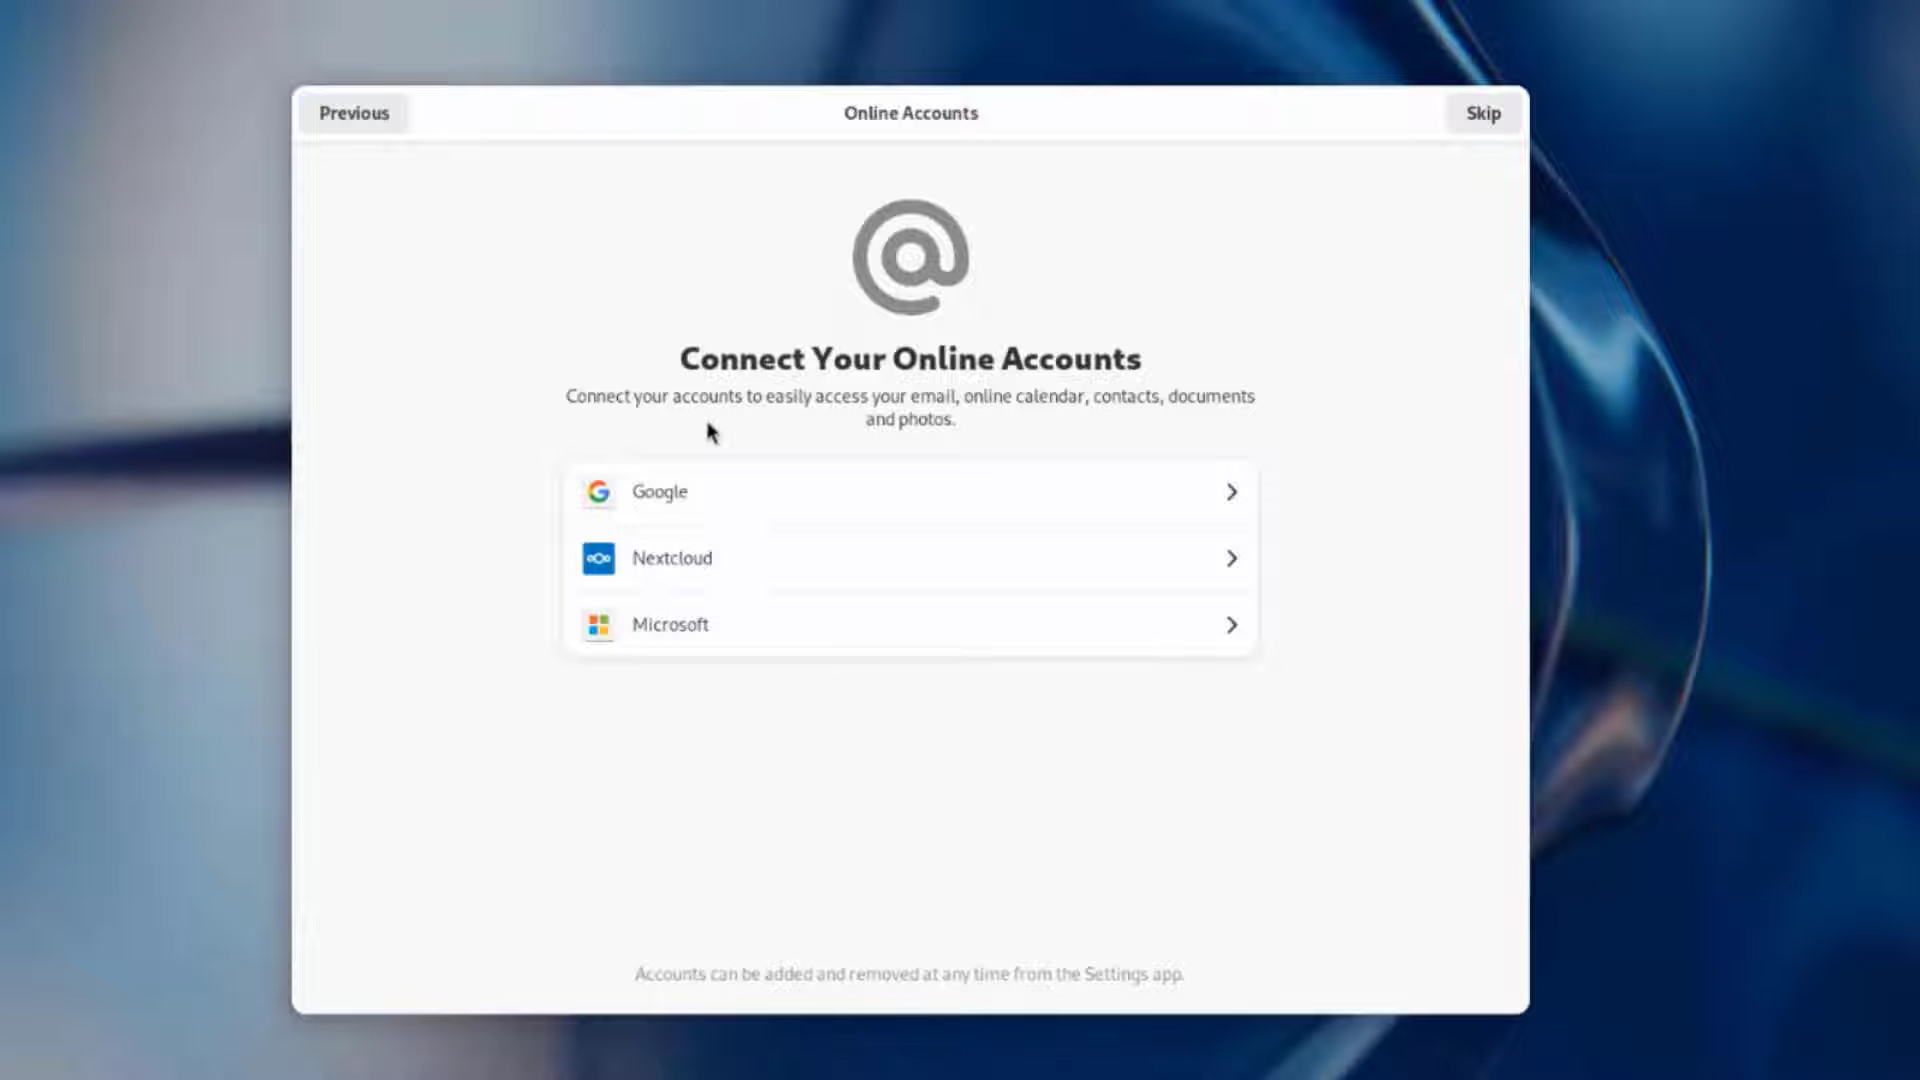 Previous
Online Accounts
Skip
Connect Your Online Accounts
Connect your accounts to easily access your email, online calendar, contacts, documents
and photos.
Google
Nextcloud
Microsoft
Accounts can be added and removed at any time from the Settings app.